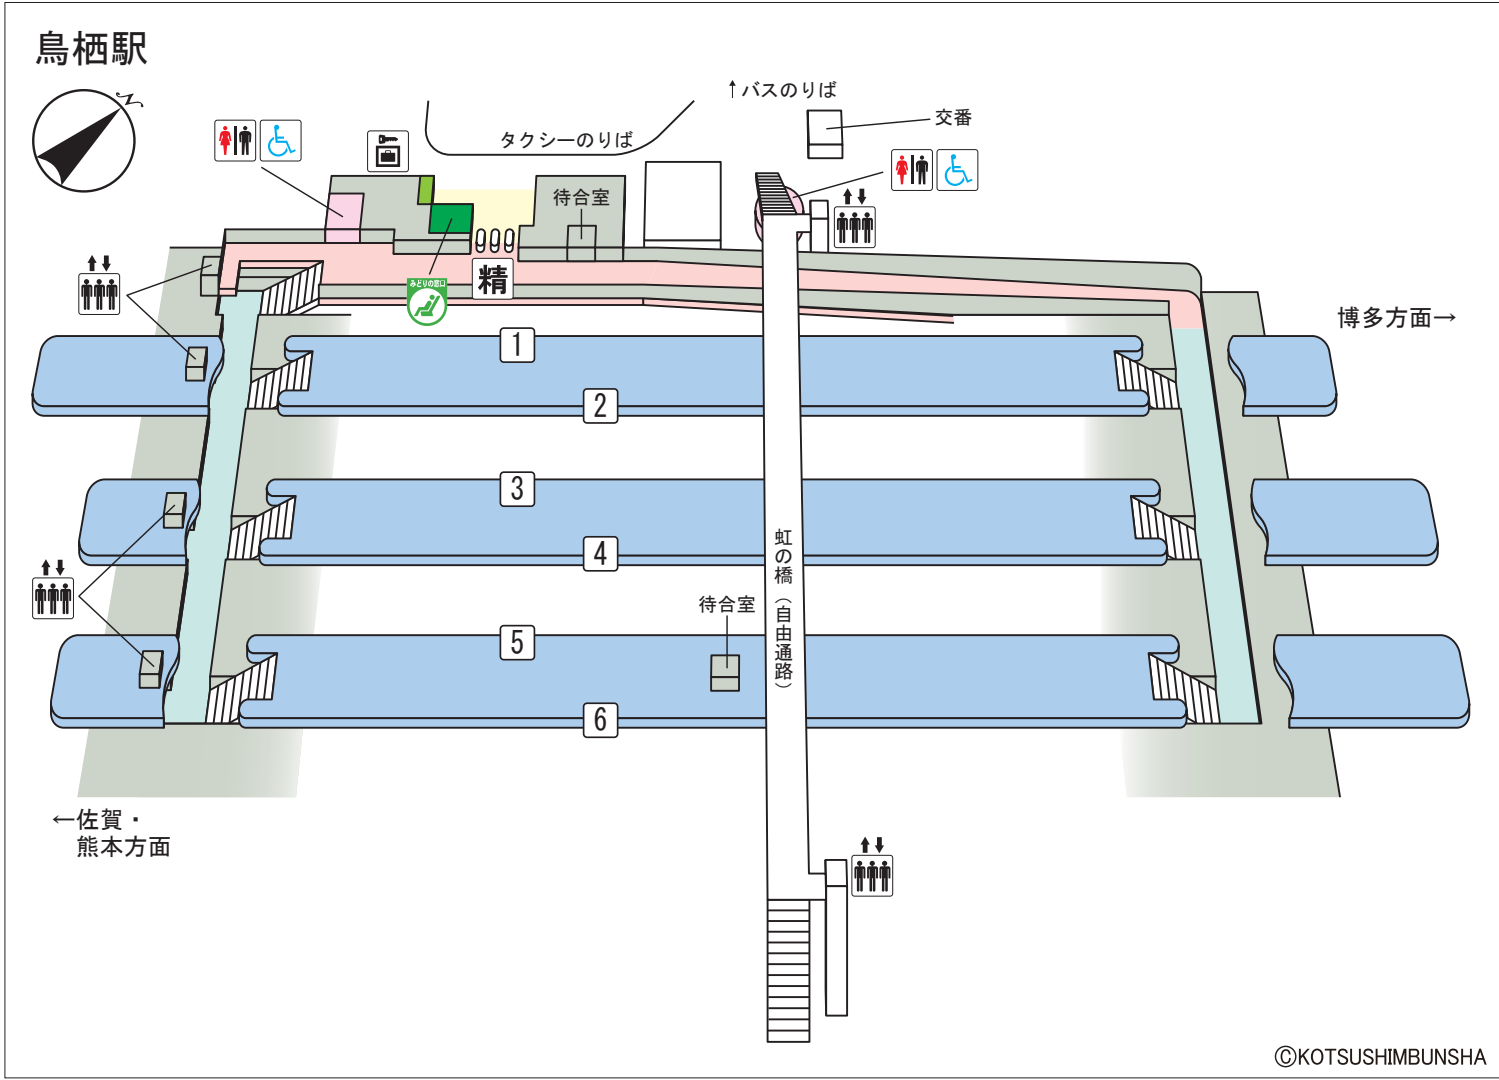 鳥栖駅
N
↑バスのりば
交番
タクシーのりば
待合室
みどりの窓口
精
博多方面→
1
2
3
4
虹の橋（自由通路）
待合室
5
6
←佐賀・
熊本方面
©KOTSUSHIMBUNSHA